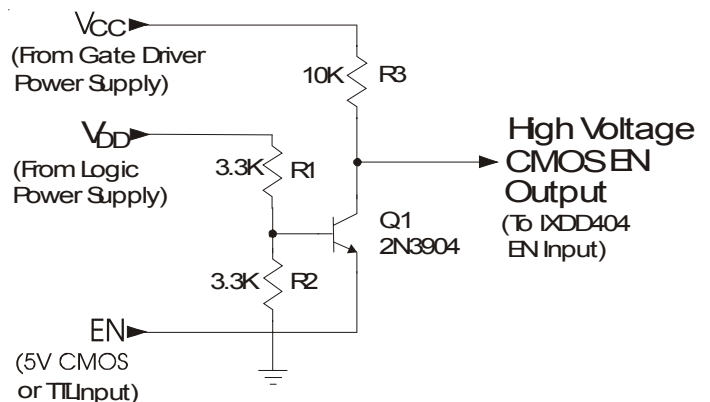 VCC
(From Gate Driver
Power Supply)
10K R3
VDD
(From Logic
Power Supply)
3.3K R1
High Voltage
CMOS EN
Output
(To IXDD404
EN Input)
Q1
2N3904
3.3K R2
EN
(5V CMOS
or TTL Input)